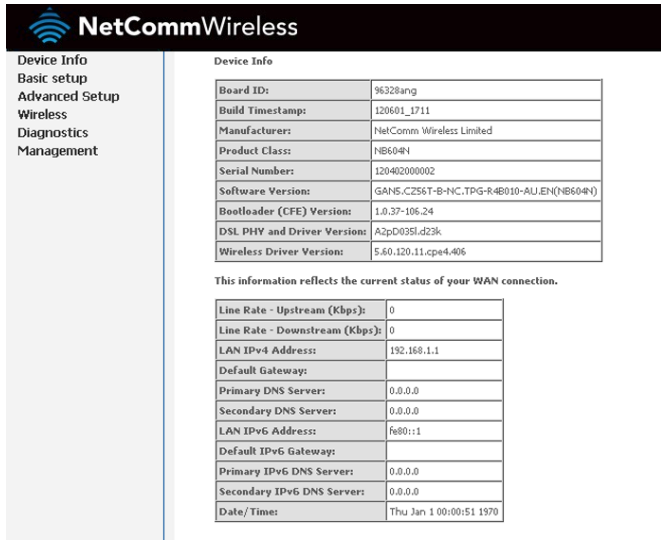 NetCommWireless
Device Info
Basic setup
Advanced Setup
Wireless
Diagnostics
Management
Device Info
Board ID: 96328ang
Build Timestamp: 120601_1711
Manufacturer: NetComm Wireless Limited
Product Class: NB604N
Serial Number: 120402000002
Software Version: GAN5.CZ56T-B-NC.TPG-R4B010-AU.EN(NB604N)
Bootloader (CFE) Version: 1.0.37-106.24
DSL PHY and Driver Version: A2pD035l.d23k
Wireless Driver Version: 5.60.120.11.cpe4.406
This information reflects the current status of your WAN connection.
Line Rate - Upstream (Kbps): 0
Line Rate - Downstream (Kbps): 0
LAN IPv4 Address: 192.168.1.1
Default Gateway:
Primary DNS Server: 0.0.0.0
Secondary DNS Server: 0.0.0.0
LAN IPv6 Address: fe80::1
Default IPv6 Gateway:
Primary IPv6 DNS Server: 0.0.0.0
Secondary IPv6 DNS Server: 0.0.0.0
Date/Time: Thu Jan 1 00:00:51 1970